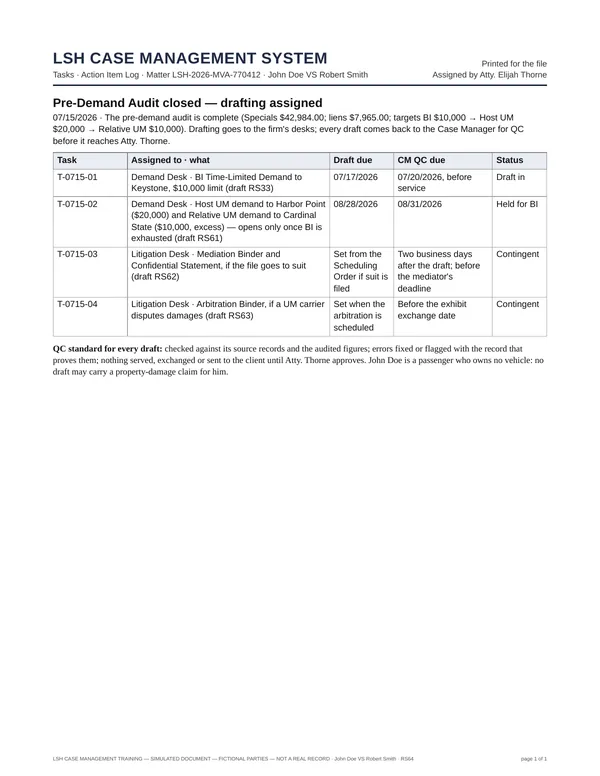 LSH CASE MANAGEMENT SYSTEM
Tasks · Action Item Log · Matter LSH-2026-MVA-770412 · John Doe VS Robert Smith
Printed for the file
Assigned by Atty. Elijah Thorne
Pre-Demand Audit closed — drafting assigned
07/15/2026 · The pre-demand audit is complete (Specials $42,984.00; liens $7,965.00; targets BI $10,000 → Host UM
$20,000 → Relative UM $10,000). Drafting goes to the firm's desks; every draft comes back to the Case Manager for QC
before it reaches Atty. Thorne.
Task
Assigned to · what
Draft due
CM QC due
Status
T-0715-01
Demand Desk · BI Time-Limited Demand to
Keystone, $10,000 limit (draft RS33)
07/17/2026
07/20/2026, before
service
Draft in
T-0715-02
Demand Desk · Host UM demand to Harbor Point
($20,000) and Relative UM demand to Cardinal
State ($10,000, excess) — opens only once BI is
exhausted (draft RS61)
08/28/2026
08/31/2026
Held for BI
T-0715-03
Litigation Desk · Mediation Binder and
Confidential Statement, if the file goes to suit
(draft RS62)
Set from the
Scheduling
Order if suit is
filed
Two business days
after the draft; before
the mediator's
deadline
Contingent
T-0715-04
Litigation Desk · Arbitration Binder, if a UM carrier
disputes damages (draft RS63)
Set when the
arbitration is
scheduled
Before the exhibit
exchange date
Contingent
QC standard for every draft: checked against its source records and the audited figures; errors fixed or flagged with the record that
proves them; nothing served, exchanged or sent to the client until Atty. Thorne approves. John Doe is a passenger who owns no vehicle: no
draft may carry a property-damage claim for him.
LSH CASE MANAGEMENT TRAINING — SIMULATED DOCUMENT — FICTIONAL PARTIES — NOT A REAL RECORD · John Doe VS Robert Smith · RS64
page 1 of 1